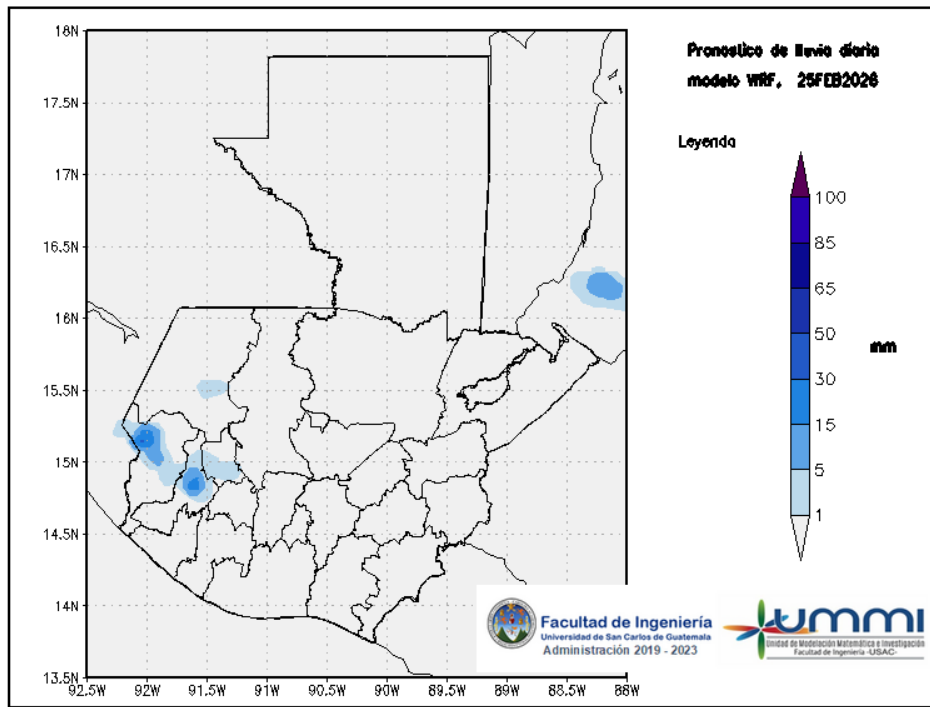 Pronostico de lluvia diaria
modelo WRF, 25FEB2026
Leyenda
100
85
65
50
30
15
5
1
mm
18N
17.5N
17N
16.5N
16N
15.5N
15N
14.5N
14N
13.5N
92.5W
92W
91.5W
91W
90.5W
90W
89.5W
89W
88.5W
88W
Facultad de Ingeniería
Universidad de San Carlos de Guatemala
Administración 2019 - 2023
UMMI
Unidad de Modelación Matemática e Investigación
Facultad de Ingeniería -USAC-